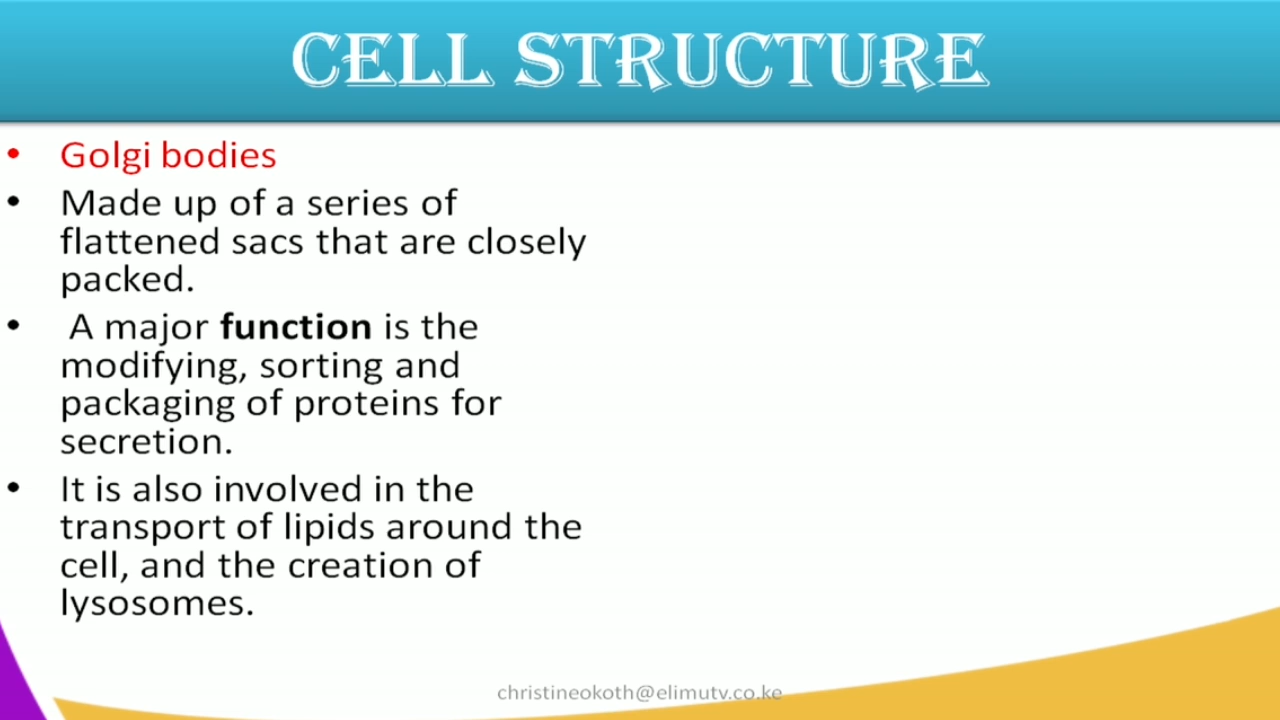 CELL STRUCTURE
• Golgi bodies
• Made up of a series of
flattened sacs that are closely
packed.
• A major function is the
modifying, sorting and
packaging of proteins for
secretion.
• It is also involved in the
transport of lipids around the
cell, and the creation of
lysosomes.
christineokoth@elimutv.co.ke